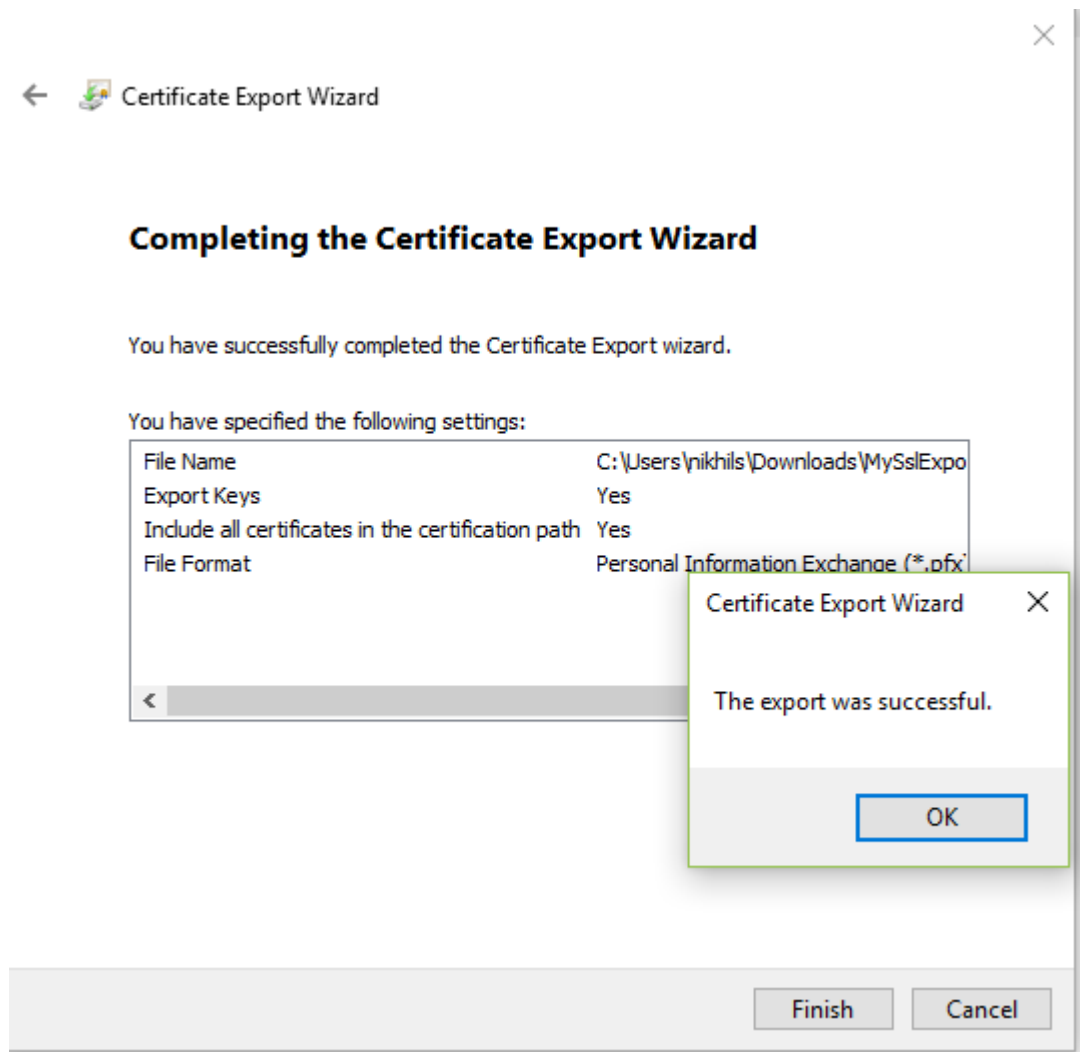 Certificate Export Wizard
Completing the Certificate Export Wizard
You have successfully completed the Certificate Export wizard.
You have specified the following settings:
File Name C:\Users\nikhils\Downloads\MySslExpo
Export Keys Yes
Include all certificates in the certification path Yes
File Format Personal Information Exchange (*.pfx)
Certificate Export Wizard
The export was successful.
OK
Finish Cancel